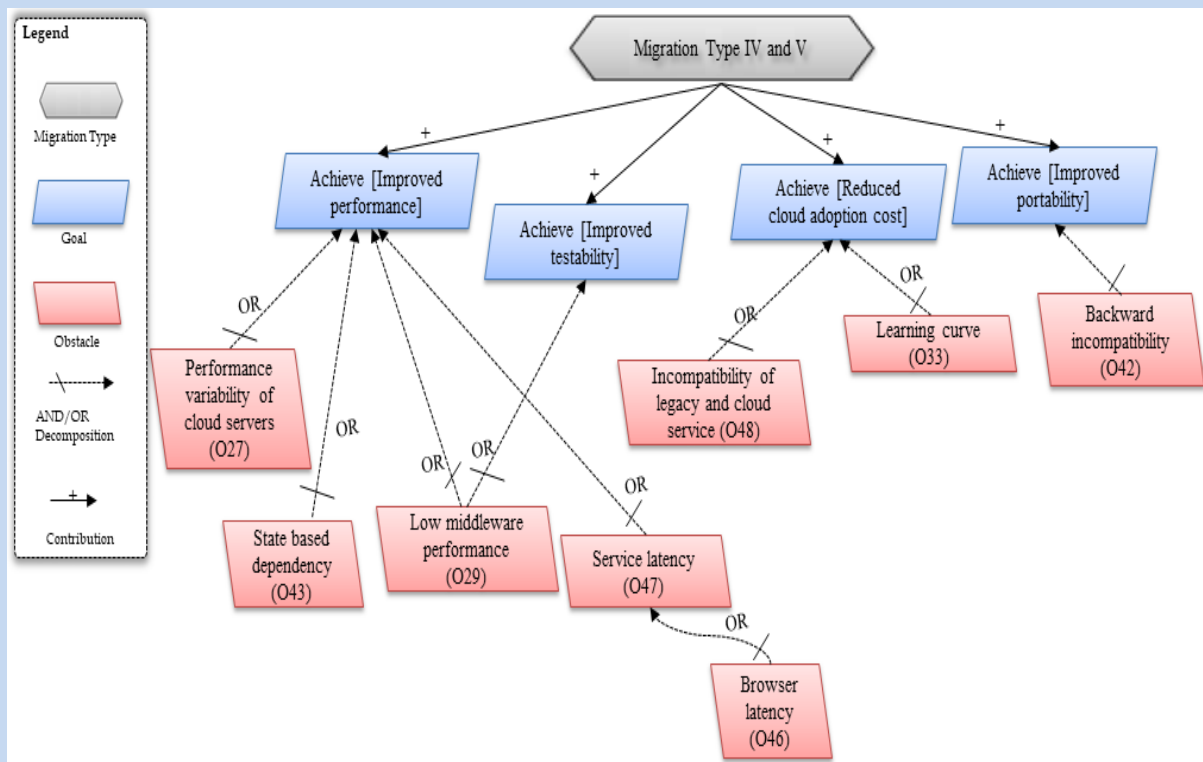 Legend
Migration Type
Goal
Obstacle
AND/OR
Decomposition
+
Contribution
Migration Type IV and V
+
+
+
+
Achieve [Improved
performance]
Achieve [Improved
testability]
Achieve [Reduced
cloud adoption cost]
Achieve [Improved
portability]
OR
OR
OR
OR
OR
OR
OR
OR
Performance
variability of
cloud servers
(O27)
State based
dependency
(O43)
Low middleware
performance
(O29)
Service latency
(O47)
Browser
latency
(O46)
Incompatibility of
legacy and cloud
service (O48)
Learning curve
(O33)
Backward
incompatibility
(O42)